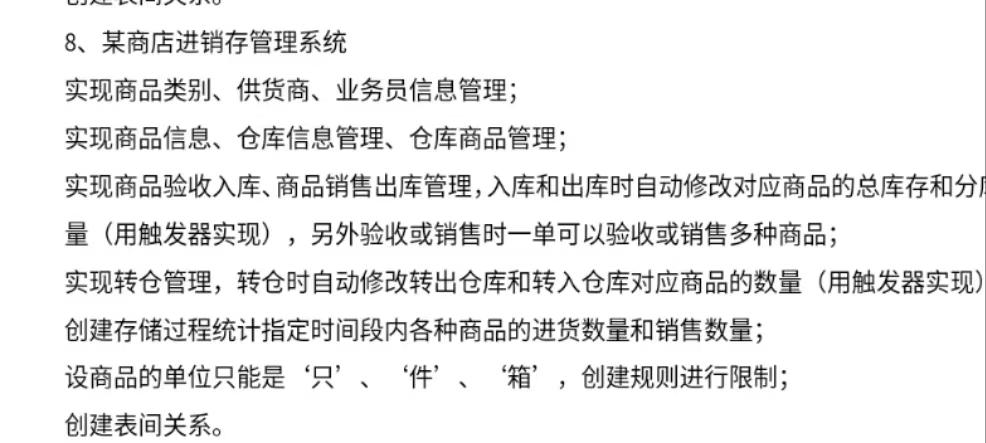 创建表间关系。
8、某商店进销存管理系统
实现商品类别、供货商、业务员信息管理；
实现商品信息、仓库信息管理、仓库商品管理；
实现商品验收入库、商品销售出库管理，入库和出库时自动修改对应商品的总库存和分
量（用触发器实现），另外验收或销售时一单可以验收或销售多种商品；
实现转仓管理，转仓时自动修改转出仓库和转入仓库对应商品的数量（用触发器实现）
创建存储过程统计指定时间段内各种商品的进货数量和销售数量；
设商品的单位只能是‘只’、‘件’、‘箱’，创建规则进行限制；
创建表间关系。